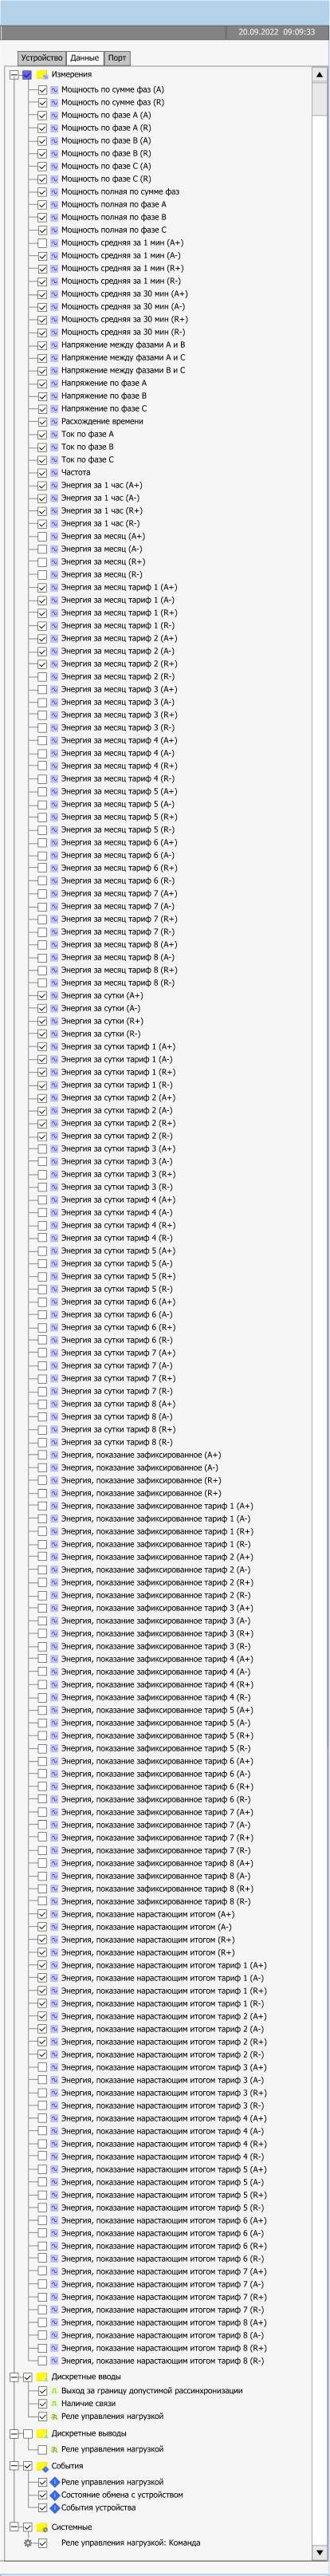 20.09.2022 09:09:33
Устройство Данные Порт
Измерения
Мощность по сумме фаз (А)
Мощность по сумме фаз (R)
Мощность по фазе А (А)
Мощность по фазе А (R)
Мощность по фазе В (А)
Мощность по фазе В (R)
Мощность по фазе С (А)
Мощность по фазе С (R)
Мощность полная по сумме фаз
Мощность полная по фазе А
Мощность полная по фазе В
Мощность полная по фазе С
Мощность средняя за 1 мин (А+)
Мощность средняя за 1 мин (А-)
Мощность средняя за 1 мин (R+)
Мощность средняя за 1 мин (R-)
Мощность средняя за 30 мин (А+)
Мощность средняя за 30 мин (А-)
Мощность средняя за 30 мин (R+)
Мощность средняя за 30 мин (R-)
Напряжение между фазами А и В
Напряжение между фазами А и С
Напряжение между фазами В и С
Напряжение по фазе А
Напряжение по фазе В
Напряжение по фазе С
Расхождение времени
Ток по фазе А
Ток по фазе В
Ток по фазе С
Частота
Энергия за 1 час (А+)
Энергия за 1 час (А-)
Энергия за 1 час (R+)
Энергия за 1 час (R-)
Энергия за месяц (А+)
Энергия за месяц (А-)
Энергия за месяц (R+)
Энергия за месяц (R-)
Энергия за месяц тариф 1 (А+)
Энергия за месяц тариф 1 (А-)
Энергия за месяц тариф 1 (R+)
Энергия за месяц тариф 1 (R-)
Энергия за месяц тариф 2 (А+)
Энергия за месяц тариф 2 (А-)
Энергия за месяц тариф 2 (R+)
Энергия за месяц тариф 2 (R-)
Энергия за месяц тариф 3 (А+)
Энергия за месяц тариф 3 (А-)
Энергия за месяц тариф 3 (R+)
Энергия за месяц тариф 3 (R-)
Энергия за месяц тариф 4 (А+)
Энергия за месяц тариф 4 (А-)
Энергия за месяц тариф 4 (R+)
Энергия за месяц тариф 4 (R-)
Энергия за месяц тариф 5 (А+)
Энергия за месяц тариф 5 (А-)
Энергия за месяц тариф 5 (R+)
Энергия за месяц тариф 5 (R-)
Энергия за месяц тариф 6 (А+)
Энергия за месяц тариф 6 (А-)
Энергия за месяц тариф 6 (R+)
Энергия за месяц тариф 6 (R-)
Энергия за месяц тариф 7 (А+)
Энергия за месяц тариф 7 (А-)
Энергия за месяц тариф 7 (R+)
Энергия за месяц тариф 7 (R-)
Энергия за месяц тариф 8 (А+)
Энергия за месяц тариф 8 (А-)
Энергия за месяц тариф 8 (R+)
Энергия за месяц тариф 8 (R-)
Энергия за сутки (А+)
Энергия за сутки (А-)
Энергия за сутки (R+)
Энергия за сутки (R-)
Энергия за сутки тариф 1 (А+)
Энергия за сутки тариф 1 (А-)
Энергия за сутки тариф 1 (R+)
Энергия за сутки тариф 1 (R-)
Энергия за сутки тариф 2 (А+)
Энергия за сутки тариф 2 (А-)
Энергия за сутки тариф 2 (R+)
Энергия за сутки тариф 2 (R-)
Энергия за сутки тариф 3 (А+)
Энергия за сутки тариф 3 (А-)
Энергия за сутки тариф 3 (R+)
Энергия за сутки тариф 3 (R-)
Энергия за сутки тариф 4 (А+)
Энергия за сутки тариф 4 (А-)
Энергия за сутки тариф 4 (R+)
Энергия за сутки тариф 4 (R-)
Энергия за сутки тариф 5 (А+)
Энергия за сутки тариф 5 (А-)
Энергия за сутки тариф 5 (R+)
Энергия за сутки тариф 5 (R-)
Энергия за сутки тариф 6 (А+)
Энергия за сутки тариф 6 (А-)
Энергия за сутки тариф 6 (R+)
Энергия за сутки тариф 6 (R-)
Энергия за сутки тариф 7 (А+)
Энергия за сутки тариф 7 (А-)
Энергия за сутки тариф 7 (R+)
Энергия за сутки тариф 7 (R-)
Энергия за сутки тариф 8 (А+)
Энергия за сутки тариф 8 (А-)
Энергия за сутки тариф 8 (R+)
Энергия за сутки тариф 8 (R-)
Энергия, показание зафиксированное (А+)
Энергия, показание зафиксированное (А-)
Энергия, показание зафиксированное (R+)
Энергия, показание зафиксированное (R+)
Энергия, показание зафиксированное тариф 1 (А+)
Энергия, показание зафиксированное тариф 1 (А-)
Энергия, показание зафиксированное тариф 1 (R+)
Энергия, показание зафиксированное тариф 1 (R-)
Энергия, показание зафиксированное тариф 2 (А+)
Энергия, показание зафиксированное тариф 2 (А-)
Энергия, показание зафиксированное тариф 2 (R+)
Энергия, показание зафиксированное тариф 2 (R-)
Энергия, показание зафиксированное тариф 3 (А+)
Энергия, показание зафиксированное тариф 3 (А-)
Энергия, показание зафиксированное тариф 3 (R+)
Энергия, показание зафиксированное тариф 3 (R-)
Энергия, показание зафиксированное тариф 4 (А+)
Энергия, показание зафиксированное тариф 4 (А-)
Энергия, показание зафиксированное тариф 4 (R+)
Энергия, показание зафиксированное тариф 4 (R-)
Энергия, показание зафиксированное тариф 5 (А+)
Энергия, показание зафиксированное тариф 5 (А-)
Энергия, показание зафиксированное тариф 5 (R+)
Энергия, показание зафиксированное тариф 5 (R-)
Энергия, показание зафиксированное тариф 6 (А+)
Энергия, показание зафиксированное тариф 6 (А-)
Энергия, показание зафиксированное тариф 6 (R+)
Энергия, показание зафиксированное тариф 6 (R-)
Энергия, показание зафиксированное тариф 7 (А+)
Энергия, показание зафиксированное тариф 7 (А-)
Энергия, показание зафиксированное тариф 7 (R+)
Энергия, показание зафиксированное тариф 7 (R-)
Энергия, показание зафиксированное тариф 8 (А+)
Энергия, показание зафиксированное тариф 8 (А-)
Энергия, показание зафиксированное тариф 8 (R+)
Энергия, показание зафиксированное тариф 8 (R-)
Энергия, показание нарастающим итогом (А+)
Энергия, показание нарастающим итогом (А-)
Энергия, показание нарастающим итогом (R+)
Энергия, показание нарастающим итогом (R+)
Энергия, показание нарастающим итогом тариф 1 (А+)
Энергия, показание нарастающим итогом тариф 1 (А-)
Энергия, показание нарастающим итогом тариф 1 (R+)
Энергия, показание нарастающим итогом тариф 1 (R-)
Энергия, показание нарастающим итогом тариф 2 (А+)
Энергия, показание нарастающим итогом тариф 2 (А-)
Энергия, показание нарастающим итогом тариф 2 (R+)
Энергия, показание нарастающим итогом тариф 2 (R-)
Энергия, показание нарастающим итогом тариф 3 (А+)
Энергия, показание нарастающим итогом тариф 3 (А-)
Энергия, показание нарастающим итогом тариф 3 (R+)
Энергия, показание нарастающим итогом тариф 3 (R-)
Энергия, показание нарастающим итогом тариф 4 (А+)
Энергия, показание нарастающим итогом тариф 4 (А-)
Энергия, показание нарастающим итогом тариф 4 (R+)
Энергия, показание нарастающим итогом тариф 4 (R-)
Энергия, показание нарастающим итогом тариф 5 (А+)
Энергия, показание нарастающим итогом тариф 5 (А-)
Энергия, показание нарастающим итогом тариф 5 (R+)
Энергия, показание нарастающим итогом тариф 5 (R-)
Энергия, показание нарастающим итогом тариф 6 (А+)
Энергия, показание нарастающим итогом тариф 6 (А-)
Энергия, показание нарастающим итогом тариф 6 (R+)
Энергия, показание нарастающим итогом тариф 6 (R-)
Энергия, показание нарастающим итогом тариф 7 (А+)
Энергия, показание нарастающим итогом тариф 7 (А-)
Энергия, показание нарастающим итогом тариф 7 (R+)
Энергия, показание нарастающим итогом тариф 7 (R-)
Энергия, показание нарастающим итогом тариф 8 (А+)
Энергия, показание нарастающим итогом тариф 8 (А-)
Энергия, показание нарастающим итогом тариф 8 (R+)
Энергия, показание нарастающим итогом тариф 8 (R-)
Дискретные вводы
Выход за границу допустимой рассинхронизации
Наличие связи
Реле управления нагрузкой
Дискретные выводы
Реле управления нагрузкой
События
Реле управления нагрузкой
Состояние обмена с устройством
События устройства
Системные
Реле управления нагрузкой: Команда